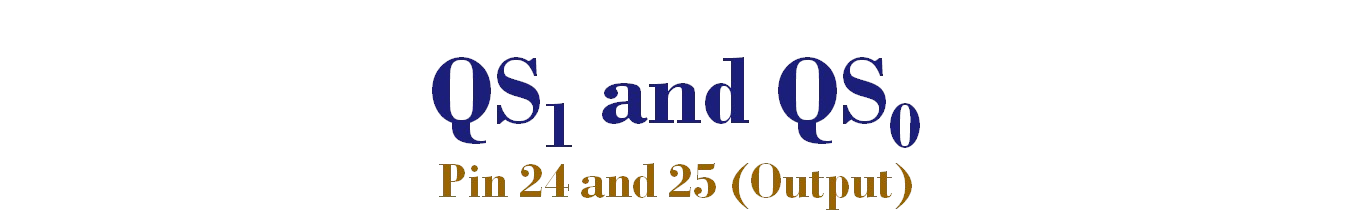 QS₁ and QS₀
Pin 24 and 25 (Output)